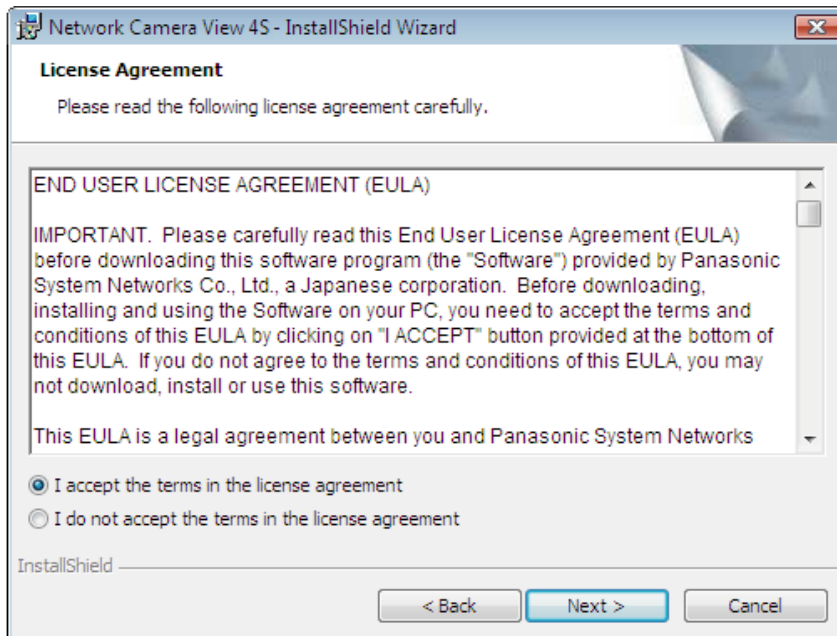 Network Camera View 4S - InstallShield Wizard
License Agreement
Please read the following license agreement carefully.
END USER LICENSE AGREEMENT (EULA)
IMPORTANT.  Please carefully read this End User License Agreement (EULA)
before downloading this software program (the "Software") provided by Panasonic
System Networks Co., Ltd., a Japanese corporation.  Before downloading,
installing and using the Software on your PC, you need to accept the terms and
conditions of this EULA by clicking on "I ACCEPT" button provided at the bottom of
this EULA.  If you do not agree to the terms and conditions of this EULA, you may
not download, install or use this software.
This EULA is a legal agreement between you and Panasonic System Networks
I accept the terms in the license agreement
I do not accept the terms in the license agreement
InstallShield
< Back
Next >
Cancel